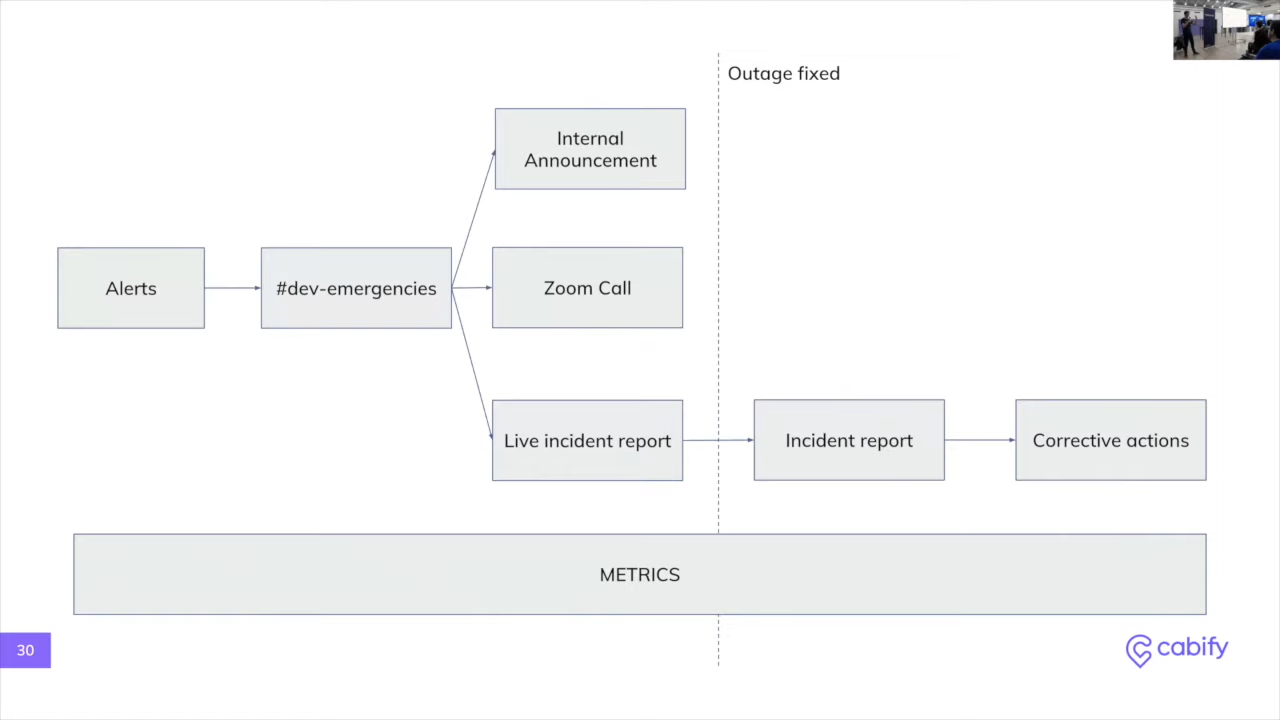 Outage fixed
Internal
Announcement
Alerts
#dev-emergencies
Zoom Call
Live incident report
Incident report
Corrective actions
METRICS
30
cabify